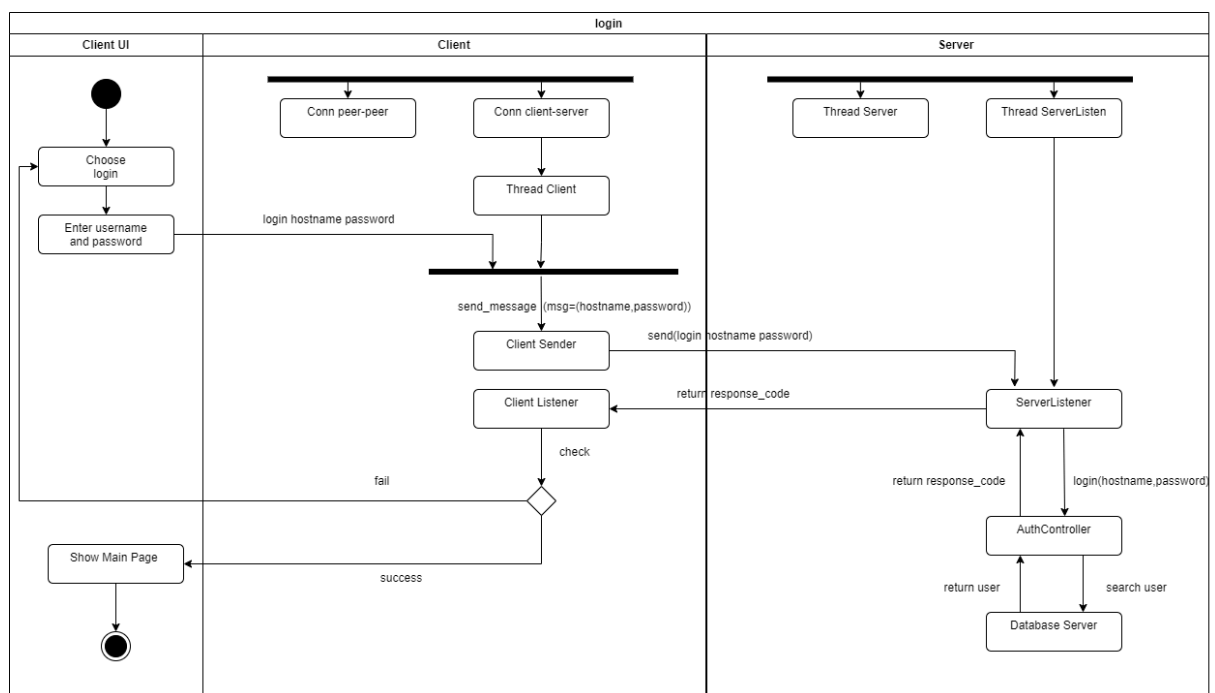 login
Client UI
Client
Server
Conn peer-peer
Conn client-server
Thread Server
Thread ServerListen
Choose
login
Thread Client
Enter username
and password
login hostname password
send_message (msg=(hostname,password))
Client Sender
send(login hostname password)
Client Listener
return response_code
ServerListener
check
fail
return response_code
login(hostname,password)
AuthController
Show Main Page
success
return user
search user
Database Server